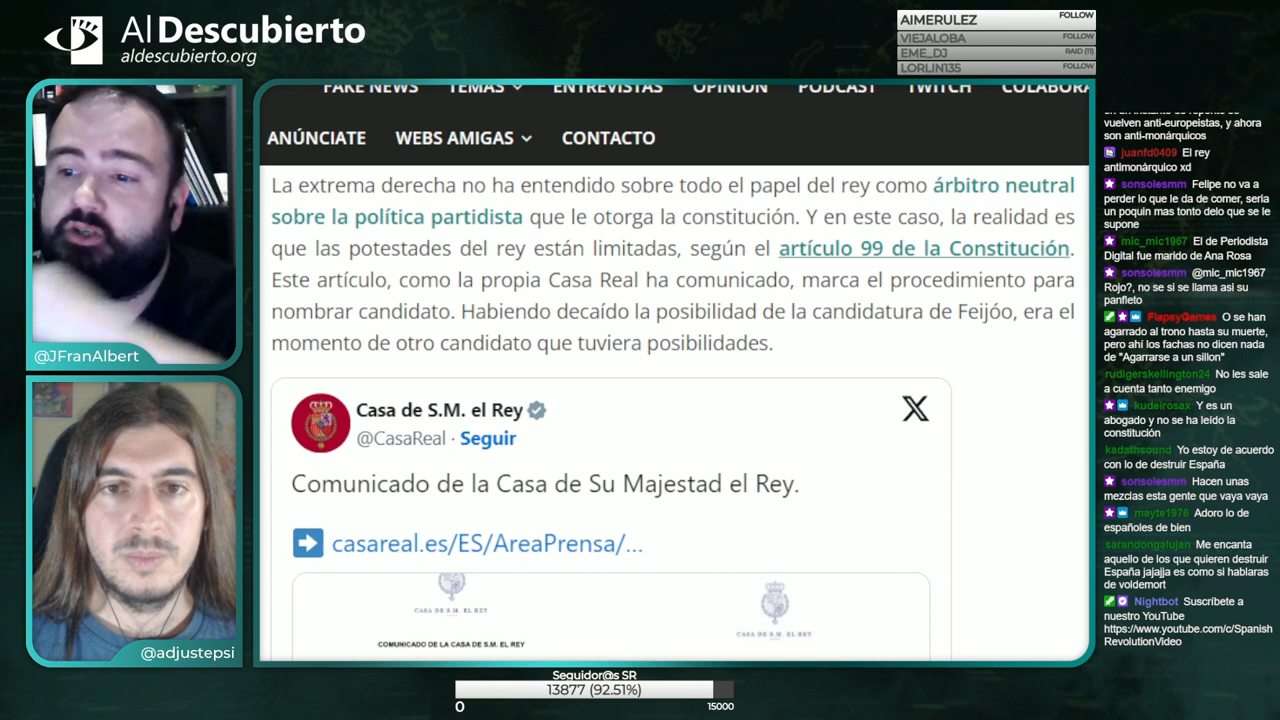 Al Descubierto
aldescubierto.org
AIMERULEZ FOLLOW
VIEJALOBA FOLLOW
EME_DJ RAID (11)
LORLIN135 FOLLOW
@JFranAlbert
@adjustepsi
FAKE NEWS TEMAS ENTREVISTAS OPINIÓN PODCAST TWITCH COLABORA
ANÚNCIATE WEBS AMIGAS CONTACTO
La extrema derecha no ha entendido sobre todo el papel del rey como árbitro neutral
sobre la política partidista que le otorga la constitución. Y en este caso, la realidad es
que las potestades del rey están limitadas, según el artículo 99 de la Constitución.
Este artículo, como la propia Casa Real ha comunicado, marca el procedimiento para
nombrar candidato. Habiendo decaído la posibilidad de la candidatura de Feijóo, era el
momento de otro candidato que tuviera posibilidades.
Casa de S.M. el Rey
@CasaReal · Seguir
X
Comunicado de la Casa de Su Majestad el Rey.
casareal.es/ES/AreaPrensa/...
CASA DE S.M. EL REY
CASA DE S.M. EL REY
COMUNICADO DE LA CASA DE S.M. EL REY
vuelven anti-europeistas, y ahora
son anti-monárquicos
juanfd0409 El rey
antimonárquico xd
sonsolesmm Felipe no va a
perder lo que le da de comer, seria
un poquin mas tonto delo que se le
supone
mic_mic1967 El de Periodista
Digital fue marido de Ana Rosa
sonsolesmm @mic_mic1967
Rojo?, no se si se llama asi su
panfleto
FlapsyGames O se han
agarrado al trono hasta su muerte,
pero ahí los fachas no dicen nada
de "Agarrarse a un sillon"
rudigerskellington24 No les sale
a cuenta tanto enemigo
kudeirosax Y es un
abogado y no se ha leído la
constitución
kadathsound Yo estoy de acuerdo
con lo de destruir España
sonsolesmm Hacen unas
mezclas esta gente que vaya vaya
mayte1976 Adoro lo de
españoles de bien
sarandongalujan Me encanta
aquello de los que quieren destruir
España jajajja es como si hablaras
de voldemort
Nightbot Suscríbete a
nuestro YouTube
https://www.youtube.com/c/Spanish
RevolutionVideo
Seguidor@s SR
13877 (92.51%)
0 15000